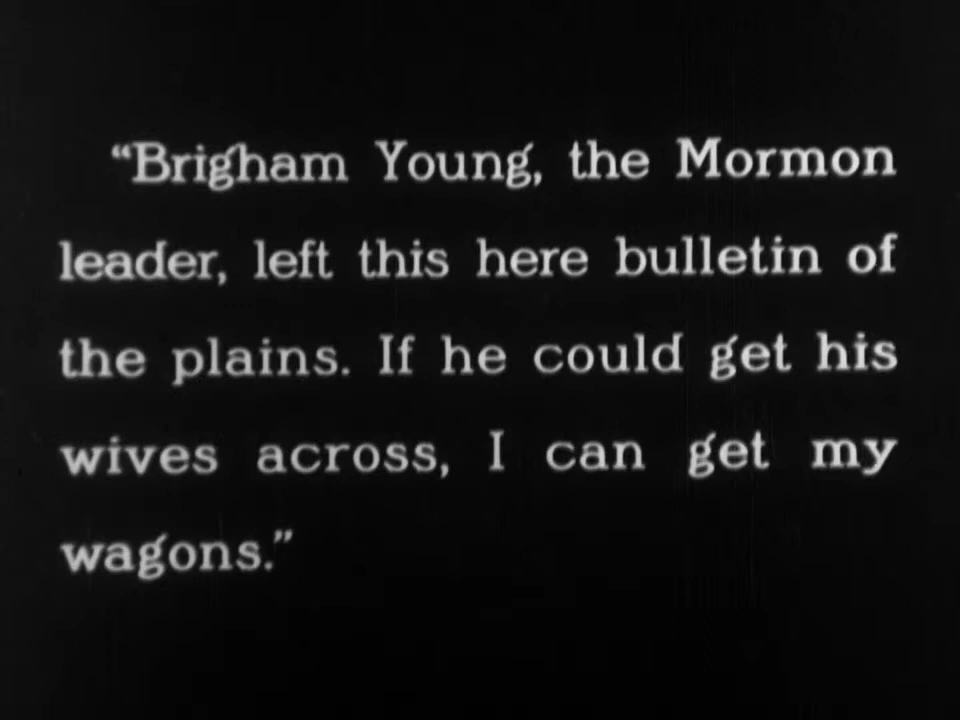 “Brigham Young, the Mormon
leader, left this here bulletin of
the plains. If he could get his
wives across, I can get my
wagons.”